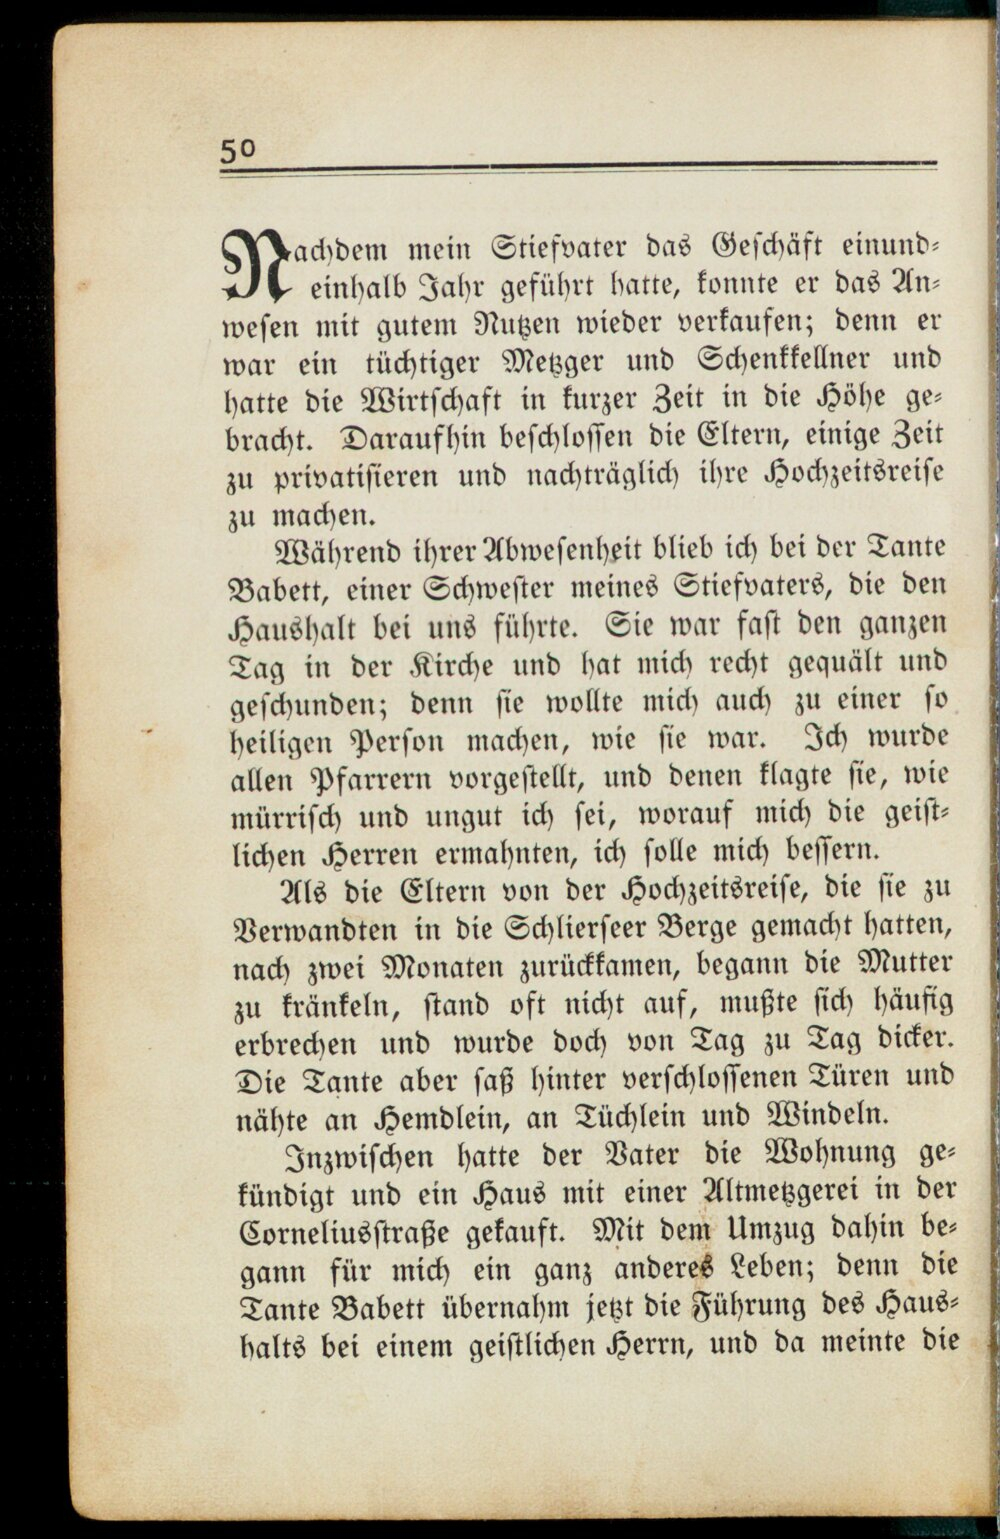 50
Nachdem mein Stiefvater das Geschäft einund-
einhalb Jahr geführt hatte, konnte er das An-
wesen mit gutem Nutzen wieder verkaufen; denn er
war ein tüchtiger Metzger und Schenkkellner und
hatte die Wirtschaft in kurzer Zeit in die Höhe ge-
bracht. Daraufhin beschlossen die Eltern, einige Zeit
zu privatisieren und nachträglich ihre Hochzeitsreise
zu machen.
Während ihrer Abwesenheit blieb ich bei der Tante
Babett, einer Schwester meines Stiefvaters, die den
Haushalt bei uns führte. Sie war fast den ganzen
Tag in der Kirche und hat mich recht gequält und
geschunden; denn sie wollte mich auch zu einer so
heiligen Person machen, wie sie war. Ich wurde
allen Pfarrern vorgestellt, und denen klagte sie, wie
mürrisch und ungut ich sei, worauf mich die geist-
lichen Herren ermahnten, ich solle mich bessern.
Als die Eltern von der Hochzeitsreise, die sie zu
Verwandten in die Schlierseer Berge gemacht hatten,
nach zwei Monaten zurückkamen, begann die Mutter
zu kränkeln, stand oft nicht auf, mußte sich häufig
erbrechen und wurde doch von Tag zu Tag dicker.
Die Tante aber saß hinter verschlossenen Türen und
nähte an Hemdlein, an Tüchlein und Windeln.
Inzwischen hatte der Vater die Wohnung ge-
kündigt und ein Haus mit einer Altmetzgerei in der
Corneliusstraße gekauft. Mit dem Umzug dahin be-
gann für mich ein ganz anderes Leben; denn die
Tante Babett übernahm jetzt die Führung des Haus-
halts bei einem geistlichen Herrn, und da meinte die